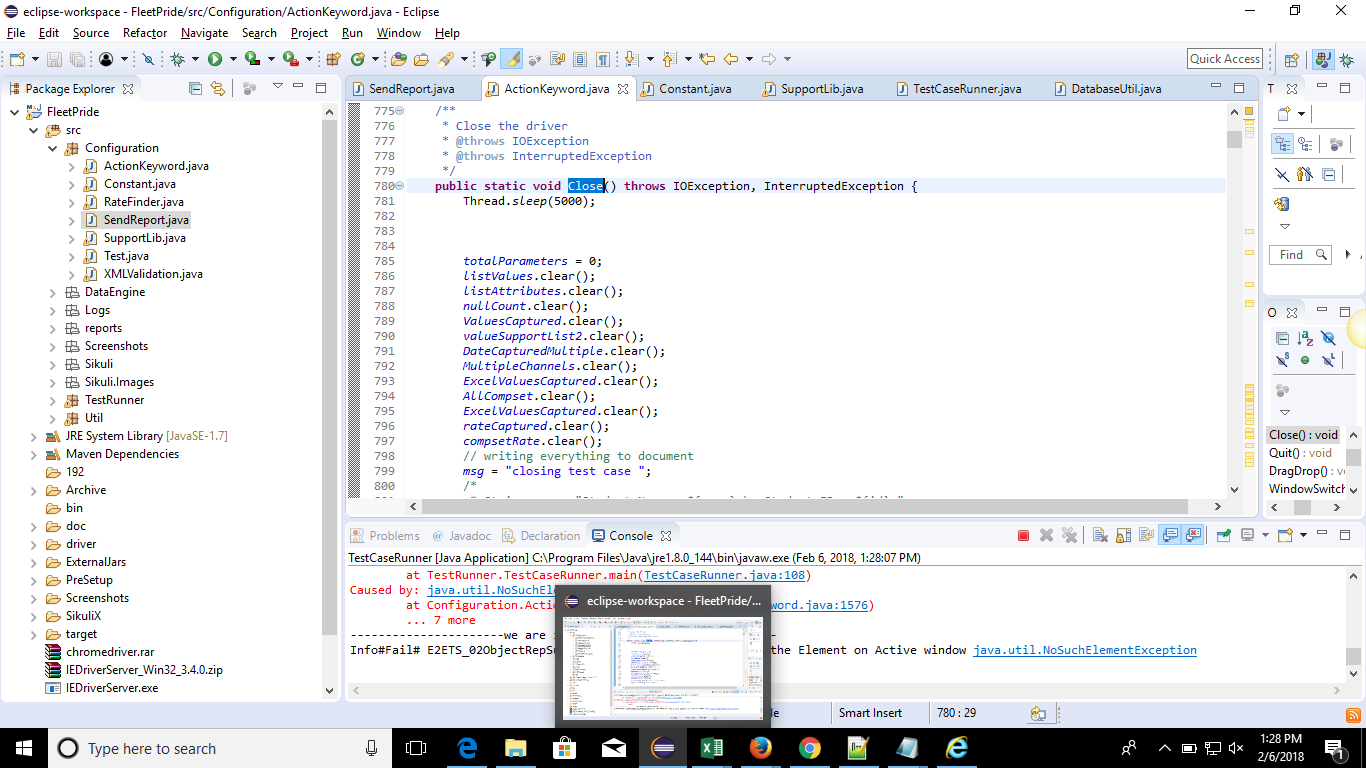 eclipse-workspace - FleetPride/src/Configuration/ActionKeyword.java - Eclipse
File Edit Source Refactor Navigate Search Project Run Window Help
Quick Access
Package Explorer
FleetPride
src
Configuration
ActionKeyword.java
Constant.java
RateFinder.java
SendReport.java
SupportLib.java
Test.java
XMLValidation.java
DataEngine
Logs
reports
Screenshots
Sikuli
Sikuli.Images
TestRunner
Util
JRE System Library [JavaSE-1.7]
Maven Dependencies
192
Archive
bin
doc
driver
ExternalJars
PreSetup
Screenshots
SikuliX
target
chromedriver.rar
IEDriverServer_Win32_3.4.0.zip
IEDriverServer.exe
SendReport.java ActionKeyword.java Constant.java SupportLib.java TestCaseRunner.java DatabaseUtil.java
775 /**
776 * Close the driver
777 * @throws IOException
778 * @throws InterruptedException
779 */
780 public static void Close() throws IOException, InterruptedException {
781 Thread.sleep(5000);
782
783
784
785 totalParameters = 0;
786 listValues.clear();
787 listAttributes.clear();
788 nullCount.clear();
789 ValuesCaptured.clear();
790 valueSupportList2.clear();
791 DateCapturedMultiple.clear();
792 MultipleChannels.clear();
793 ExcelValuesCaptured.clear();
794 AllCompset.clear();
795 ExcelValuesCaptured.clear();
796 rateCaptured.clear();
797 compsetRate.clear();
798 // writing everything to document
799 msg = "closing test case ";
800 /*
T
Find
O
Close() : void
Quit() : void
DragDrop() : v
WindowSwitch
Problems @ Javadoc Declaration Console
TestCaseRunner [Java Application] C:\Program Files\Java\jre1.8.0_144\bin\javaw.exe (Feb 6, 2018, 1:28:07 PM)
at TestRunner.TestCaseRunner.main(TestCaseRunner.java:108)
Caused by: java.util.NoSuchEl
at Configuration.Actio word.java:1576)
... 7 more
------------------we are i -
Info#Fail# E2ETS_02ObjectRepSu the Element on Active window java.util.NoSuchElementException
eclipse-workspace - FleetPride/...
Smart Insert 780 : 29
Type here to search
1:28 PM
2/6/2018
1